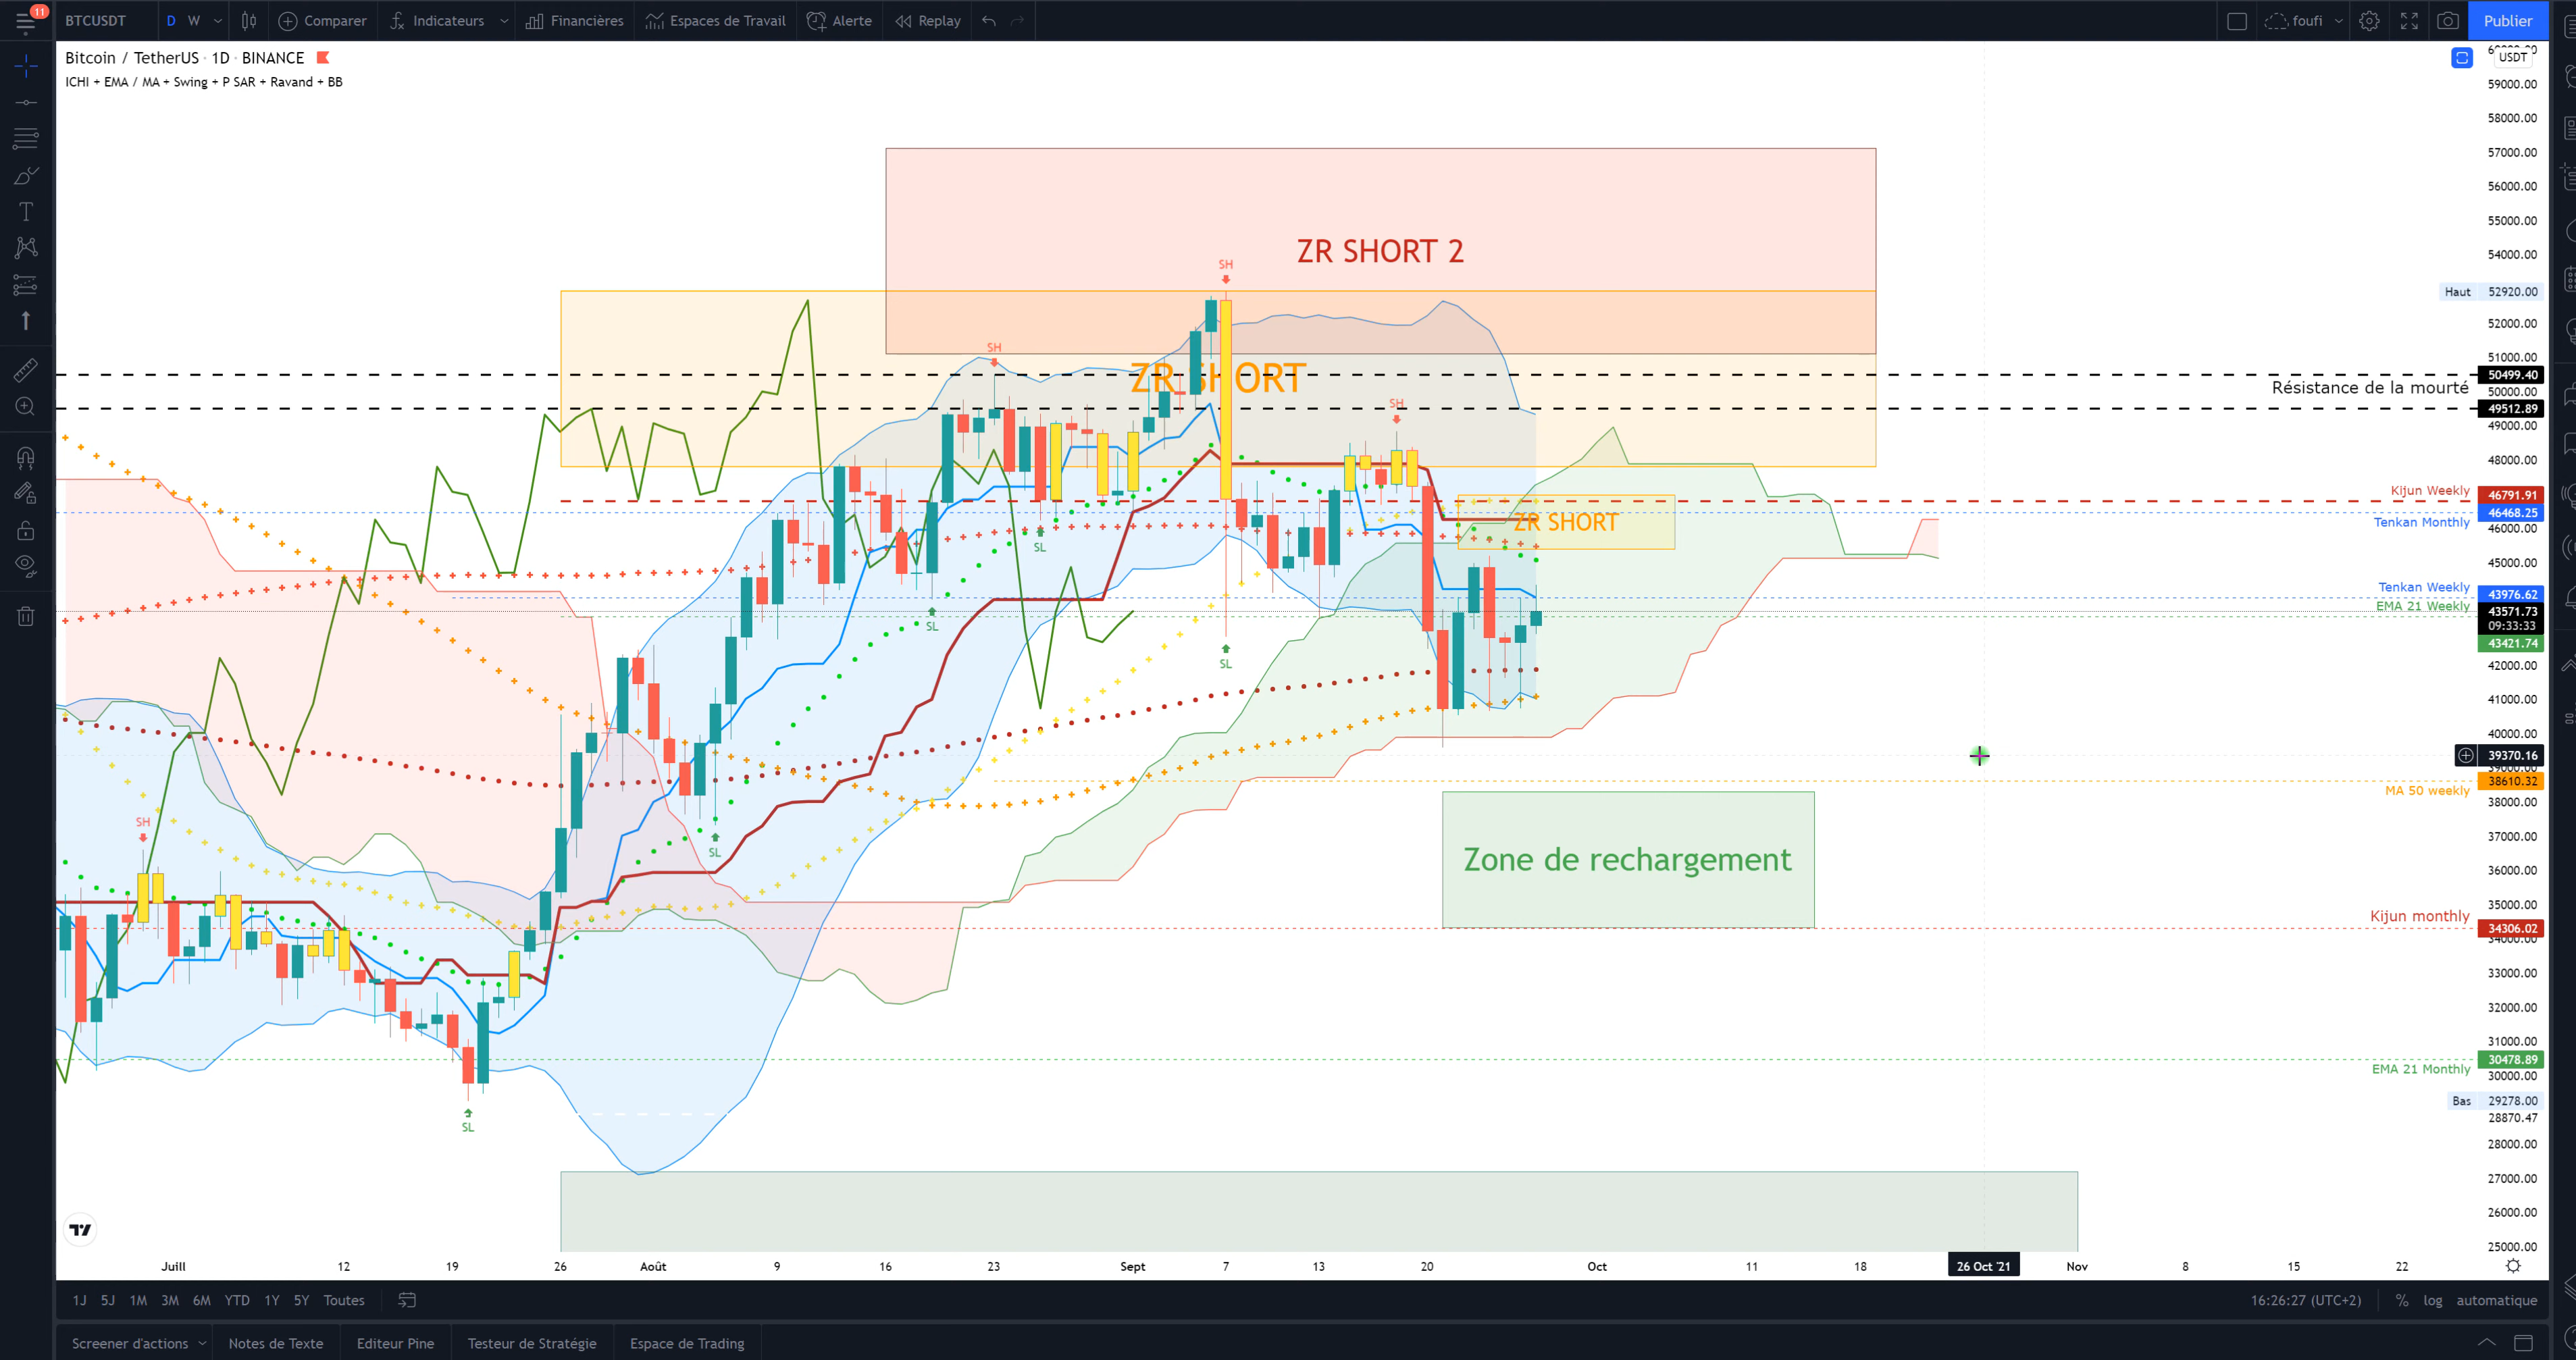 11 BTCUSDT D W Comparer Indicateurs Financières Espaces de Travail Alerte Replay foufi Publier
Bitcoin / TetherUS · 1D · BINANCE
ICHI + EMA / MA + Swing + P SAR + Ravand + BB
USDT
59000.00
58000.00
57000.00
56000.00
55000.00
ZR SHORT 2
54000.00
SH
Haut 52920.00
52000.00
SH
51000.00
ZR SHORT
50499.40
Résistance de la mourté
50000.00
SH
49512.89
49000.00
48000.00
Kijun Weekly 46791.91
46468.25
ZR SHORT
Tenkan Monthly
46000.00
SL
45000.00
Tenkan Weekly 43976.62
EMA 21 Weekly 43571.73
09:33:33
SL
43421.74
SL
42000.00
41000.00
40000.00
39370.16
39000.00
38610.32
MA 50 weekly
38000.00
SH
37000.00
SL
Zone de rechargement
36000.00
35000.00
Kijun monthly
34306.02
34000.00
33000.00
32000.00
31000.00
30478.89
EMA 21 Monthly
30000.00
Bas 29278.00
28870.47
SL
28000.00
27000.00
26000.00
25000.00
Juill 12 19 26 Août 9 16 23 Sept 7 13 20 Oct 11 18 26 Oct '21 Nov 8 15 22
1J 5J 1M 3M 6M YTD 1Y 5Y Toutes 16:26:27 (UTC+2) % log automatique
Screener d'actions Notes de Texte Editeur Pine Testeur de Stratégie Espace de Trading